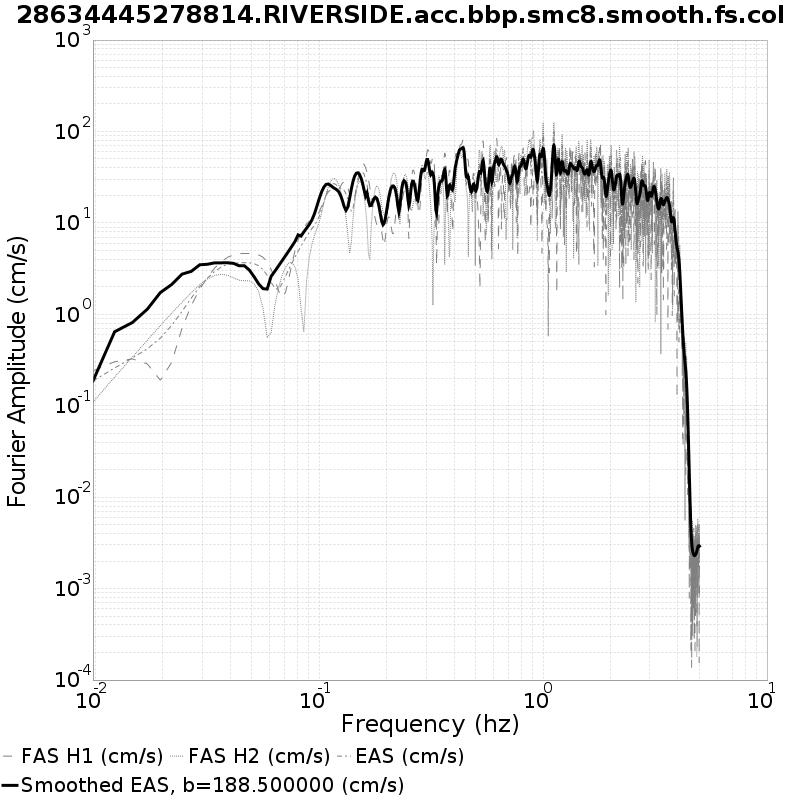 28634445278814.RIVERSIDE.acc.bbp.smc8.smooth.fs.col
10³
10²
10¹
10⁰
10⁻¹
10⁻²
10⁻³
10⁻⁴
Fourier Amplitude (cm/s)
10⁻² 10⁻¹ 10⁰ 10¹
Frequency (hz)
FAS H1 (cm/s) FAS H2 (cm/s) EAS (cm/s)
Smoothed EAS, b=188.500000 (cm/s)